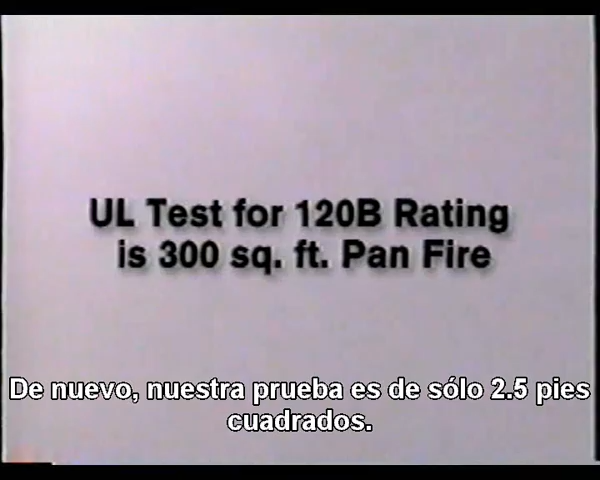 UL Test for 120B Rating
is 300 sq. ft. Pan Fire
De nuevo, nuestra prueba es de sólo 2.5 pies
cuadrados.